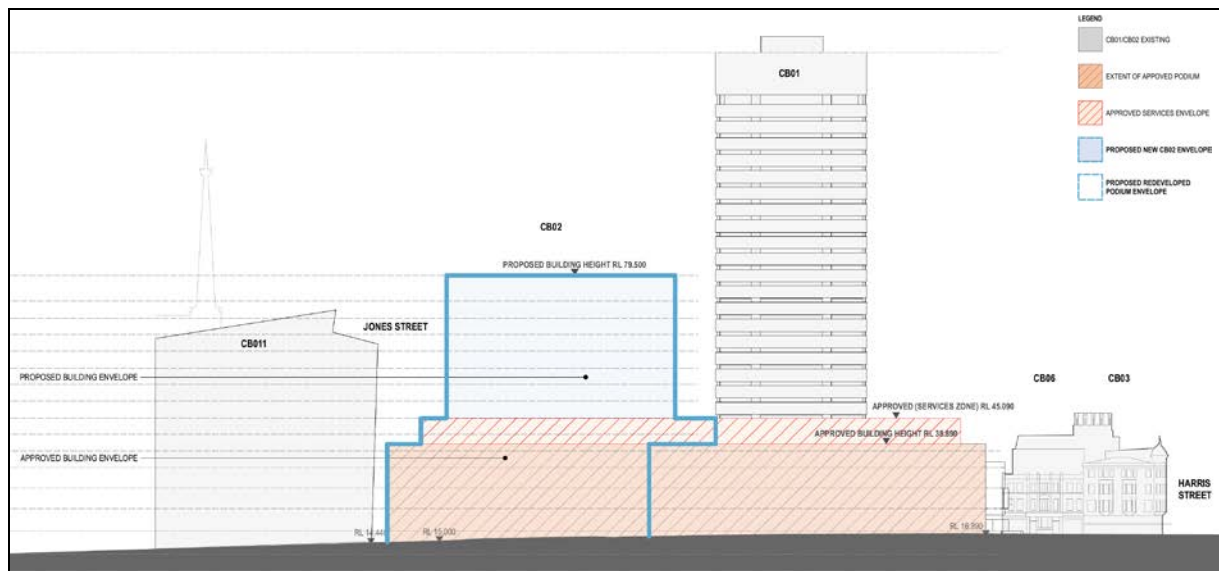 LEGEND
CB01/CB02 EXISTING
EXTENT OF APPOVED PODIUM
APPROVED SERVICES ENVELOPE
PROPOSED NEW CB02 ENVELOPE
PROPOSED REDEVELOPED
PODIUM ENVELOPE
CB01
CB02
PROPOSED BUILDING HEIGHT RL 79.500
JONES STREET
CB011
PROPOSED BUILDING ENVELOPE
CB06
CB03
APPROVED (SERVICES ZONE) RL 45.090
APPROVED BUILDING HEIGHT RL 38.890
APPROVED BUILDING ENVELOPE
HARRIS
STREET
RL 15.000